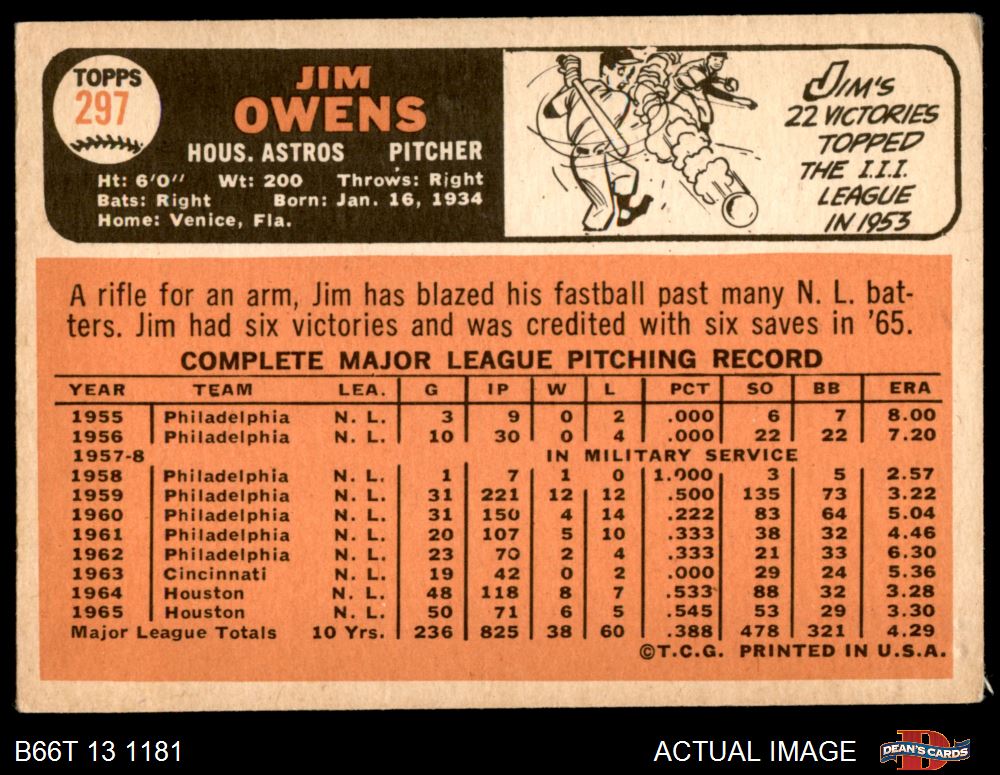 TOPPS
297
JIM
OWENS
HOUS. ASTROS PITCHER
Ht: 6'0" Wt: 200 Throws: Right
Bats: Right Born: Jan. 16, 1934
Home: Venice, Fla.
JIM'S
22 VICTORIES
TOPPED
THE I.I.I.
LEAGUE
IN 1953
A rifle for an arm, Jim has blazed his fastball past many N. L. bat-
ters. Jim had six victories and was credited with six saves in '65.
COMPLETE MAJOR LEAGUE PITCHING RECORD
YEAR TEAM LEA. G IP W L PCT SO BB ERA
1955 Philadelphia N. L. 3 9 0 2 .000 6 7 8.00
1956 Philadelphia N. L. 10 30 0 4 .000 22 22 7.20
1957-8 IN MILITARY SERVICE
1958 Philadelphia N. L. 1 7 1 0 1.000 3 5 2.57
1959 Philadelphia N. L. 31 221 12 12 .500 135 73 3.22
1960 Philadelphia N. L. 31 150 4 14 .222 83 64 5.04
1961 Philadelphia N. L. 20 107 5 10 .333 38 32 4.46
1962 Philadelphia N. L. 23 70 2 4 .333 21 33 6.30
1963 Cincinnati N. L. 19 42 0 2 .000 29 24 5.36
1964 Houston N. L. 48 118 8 7 .533 88 32 3.28
1965 Houston N. L. 50 71 6 5 .545 53 29 3.30
Major League Totals 10 Yrs. 236 825 38 60 .388 478 321 4.29
©T.C.G. PRINTED IN U.S.A.
B66T 13 1181 ACTUAL IMAGE DEAN'S CARDS